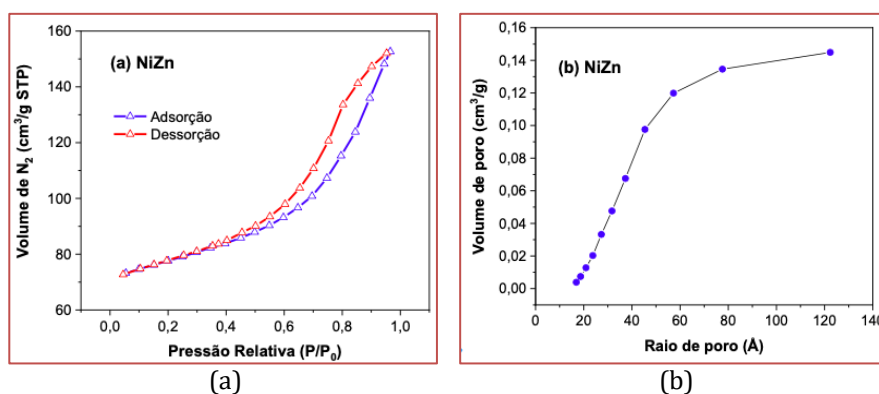 (a) NiZn
Adsorção
Dessorção
Volume de N₂ (cm³/g STP)
160
140
120
100
80
60
0,0 0,2 0,4 0,6 0,8 1,0
Pressão Relativa (P/P₀)
(a)
(b) NiZn
Volume de poro (cm³/g)
0,16
0,14
0,12
0,10
0,08
0,06
0,04
0,02
0,00
0 20 40 60 80 100 120 140
Raio de poro (Å)
(b)